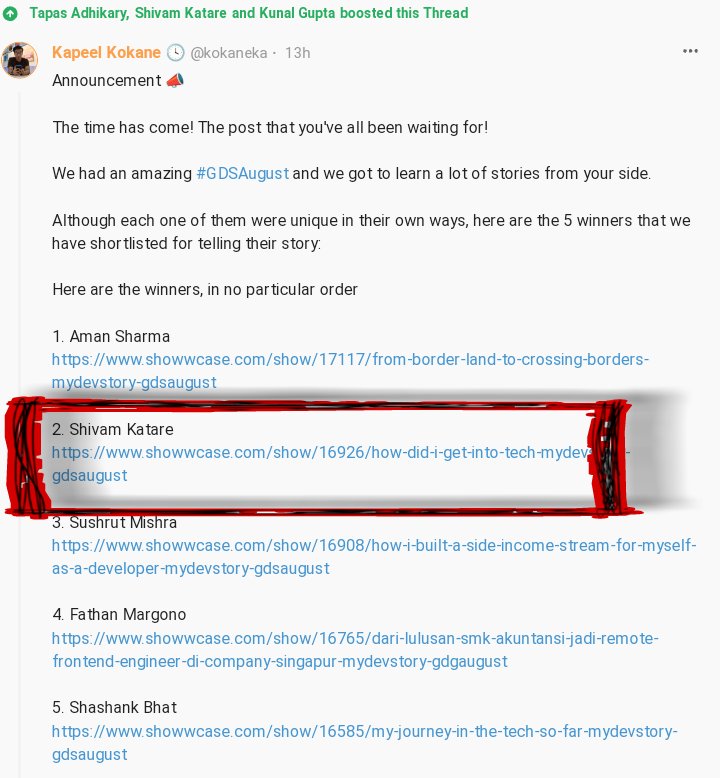 Tapas Adhikary, Shivam Katare and Kunal Gupta boosted this Thread
Kapeel Kokane @kokaneka · 13h
Announcement
The time has come! The post that you've all been waiting for!
We had an amazing #GDSAugust and we got to learn a lot of stories from your side.
Although each one of them were unique in their own ways, here are the 5 winners that we
have shortlisted for telling their story:
Here are the winners, in no particular order
1. Aman Sharma
https://www.showwcase.com/show/17117/from-border-land-to-crossing-borders-
mydevstory-gdsaugust
2. Shivam Katare
https://www.showwcase.com/show/16926/how-did-i-get-into-tech-
gdsaugust
3. Sushrut Mishra
https://www.showwcase.com/show/16908/how-i-built-a-side-income-stream-for-myself-
as-a-developer-mydevstory-gdsaugust
4. Fathan Margono
https://www.showwcase.com/show/16765/dari-lulusan-smk-akuntansi-jadi-remote-
frontend-engineer-di-company-singapur-mydevstory-gdgaugust
5. Shashank Bhat
https://www.showwcase.com/show/16585/my-journey-in-the-tech-so-far-mydevstory-
gdsaugust